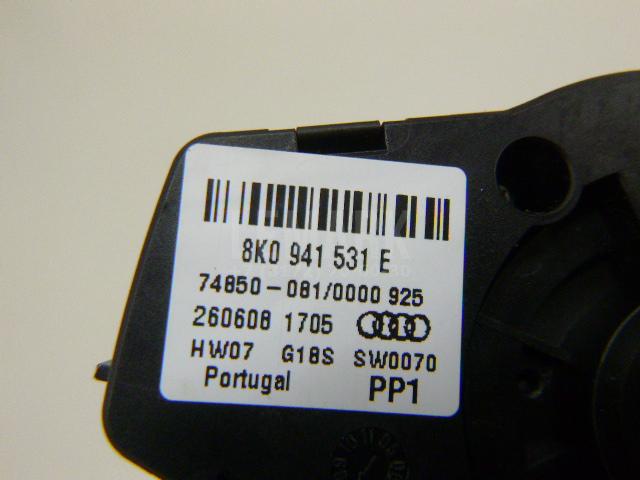 8K0 941 531 E
74850-081/0000 925
260608 1705
HW07 G18S SW0070
Portugal PP1